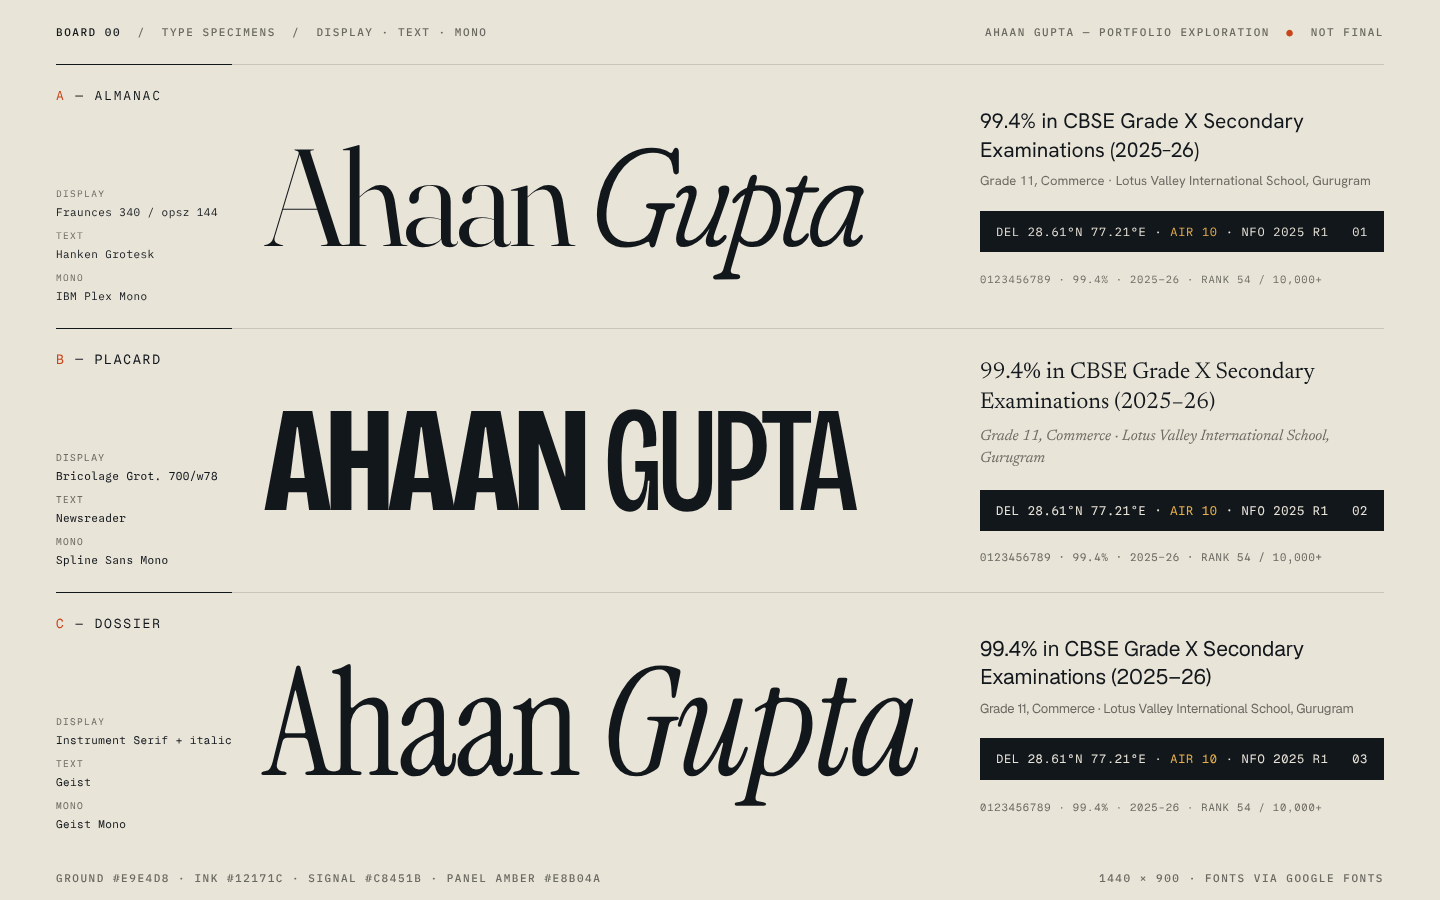 BOARD 00 / TYPE SPECIMENS / DISPLAY · TEXT · MONO
AHAAN GUPTA — PORTFOLIO EXPLORATION ● NOT FINAL
A — ALMANAC
DISPLAY
Fraunces 340 / opsz 144
TEXT
Hanken Grotesk
MONO
IBM Plex Mono
Ahaan Gupta
99.4% in CBSE Grade X Secondary
Examinations (2025–26)
Grade 11, Commerce · Lotus Valley International School, Gurugram
DEL 28.61°N 77.21°E · AIR 10 · NFO 2025 R1 01
0123456789 · 99.4% · 2025–26 · RANK 54 / 10,000+
B — PLACARD
DISPLAY
Bricolage Grot. 700/w78
TEXT
Newsreader
MONO
Spline Sans Mono
AHAAN GUPTA
99.4% in CBSE Grade X Secondary
Examinations (2025–26)
Grade 11, Commerce · Lotus Valley International School,
Gurugram
DEL 28.61°N 77.21°E · AIR 10 · NFO 2025 R1 02
0123456789 · 99.4% · 2025–26 · RANK 54 / 10,000+
C — DOSSIER
DISPLAY
Instrument Serif + italic
TEXT
Geist
MONO
Geist Mono
Ahaan Gupta
99.4% in CBSE Grade X Secondary
Examinations (2025–26)
Grade 11, Commerce · Lotus Valley International School, Gurugram
DEL 28.61°N 77.21°E · AIR 10 · NFO 2025 R1 03
0123456789 · 99.4% · 2025–26 · RANK 54 / 10,000+
GROUND #E9E4D8 · INK #12171C · SIGNAL #C8451B · PANEL AMBER #E8B04A
1440 × 900 · FONTS VIA GOOGLE FONTS